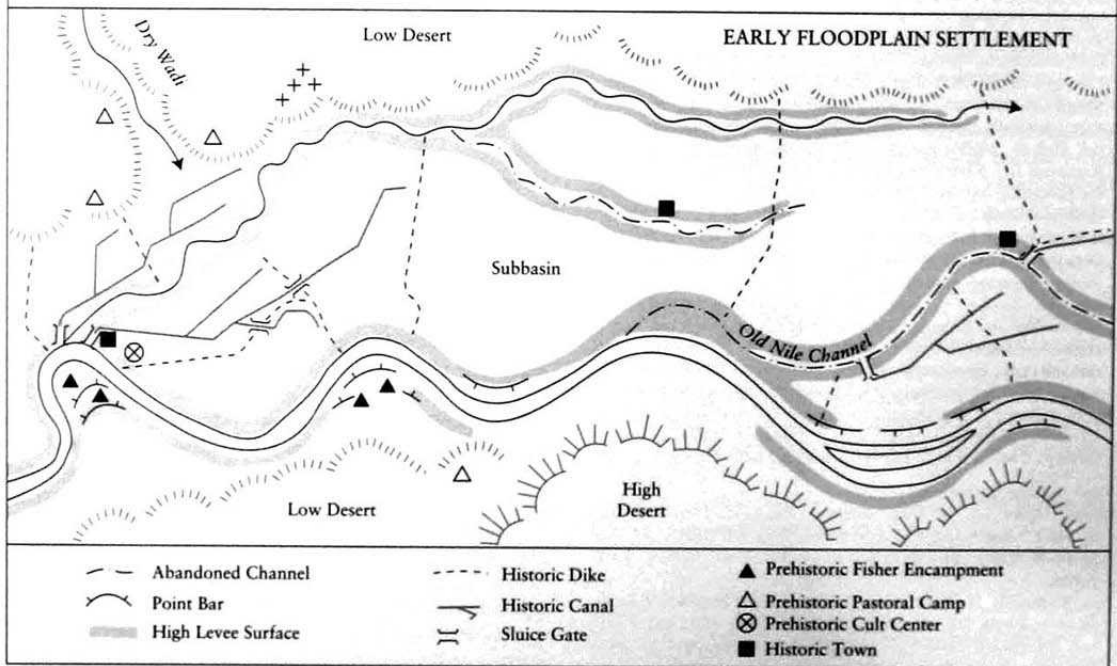 EARLY FLOODPLAIN SETTLEMENT
Low Desert
Dry Wadi
Subbasin
Old Nile Channel
Low Desert
High
Desert
Abandoned Channel
Point Bar
High Levee Surface
Historic Dike
Historic Canal
Sluice Gate
Prehistoric Fisher Encampment
Prehistoric Pastoral Camp
Prehistoric Cult Center
Historic Town